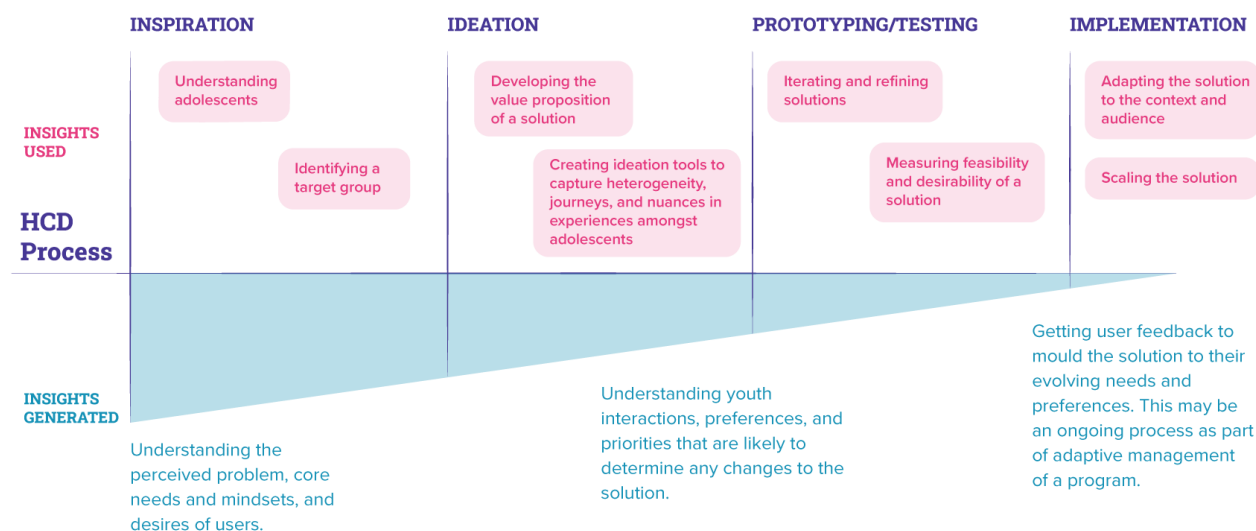 INSPIRATION
IDEATION
PROTOTYPING/TESTING
IMPLEMENTATION
INSIGHTS
USED
Understanding
adolescents
Identifying a
target group
Developing the
value proposition
of a solution
Creating ideation tools to
capture heterogeneity,
journeys, and nuances in
experiences amongst
adolescents
Iterating and refining
solutions
Measuring feasibility
and desirability of a
solution
Adapting the solution
to the context and
audience
Scaling the solution
HCD
Process
INSIGHTS
GENERATED
Understanding the
perceived problem, core
needs and mindsets, and
desires of users.
Understanding youth
interactions, preferences, and
priorities that are likely to
determine any changes to the
solution.
Getting user feedback to
mould the solution to their
evolving needs and
preferences. This may be
an ongoing process as part
of adaptive management
of a program.